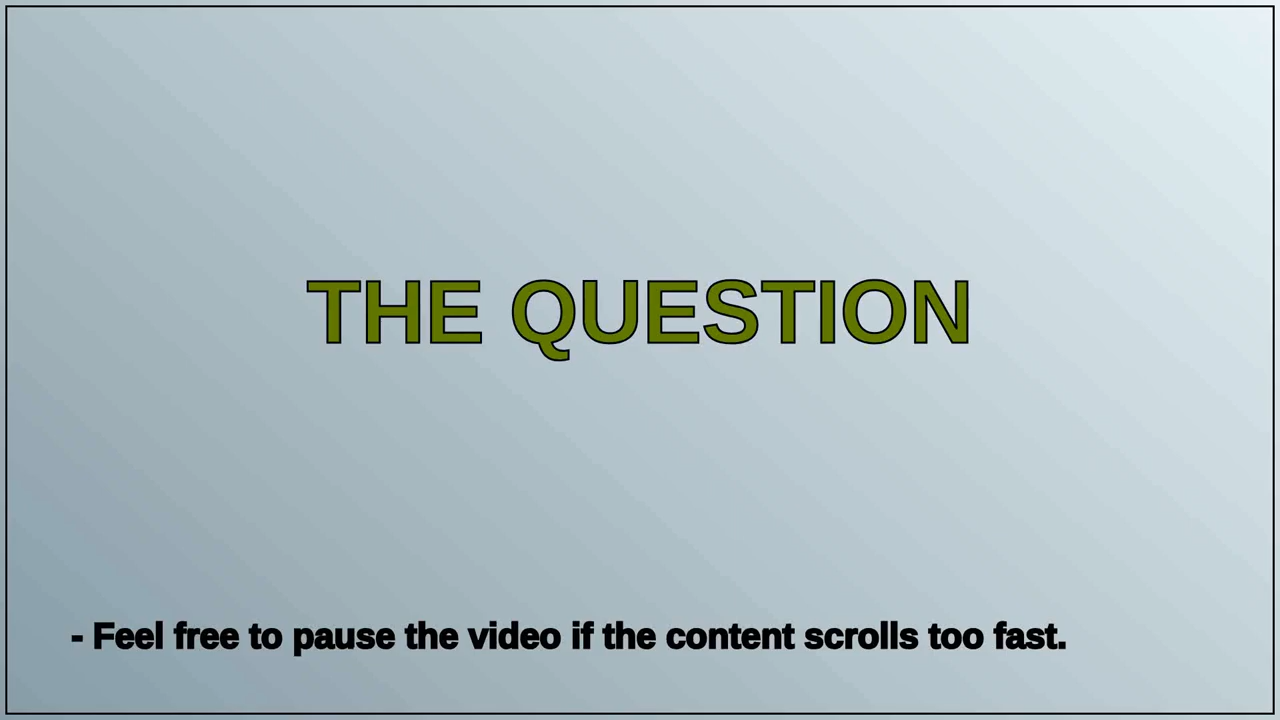 THE QUESTION
- Feel free to pause the video if the content scrolls too fast.